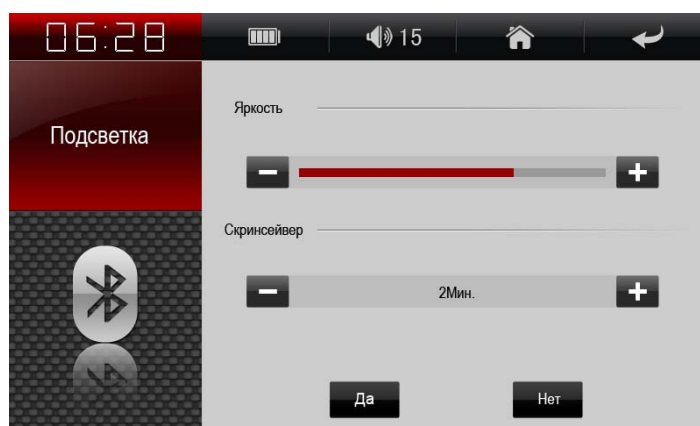 06:28
15
Подсветка
Яркость
Скринсейвер
2Мин.
Да
Нет